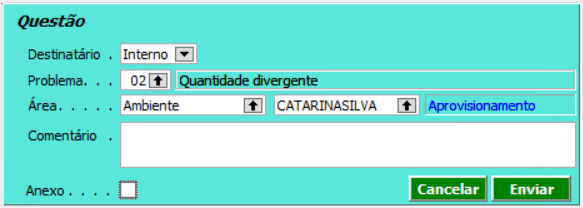 Questão
Destinatário . Interno
Problema. . . 02 Quantidade divergente
Área. . . . . Ambiente CATARINASILVA Aprovisionamento
Comentário .
Anexo . . . . Cancelar Enviar